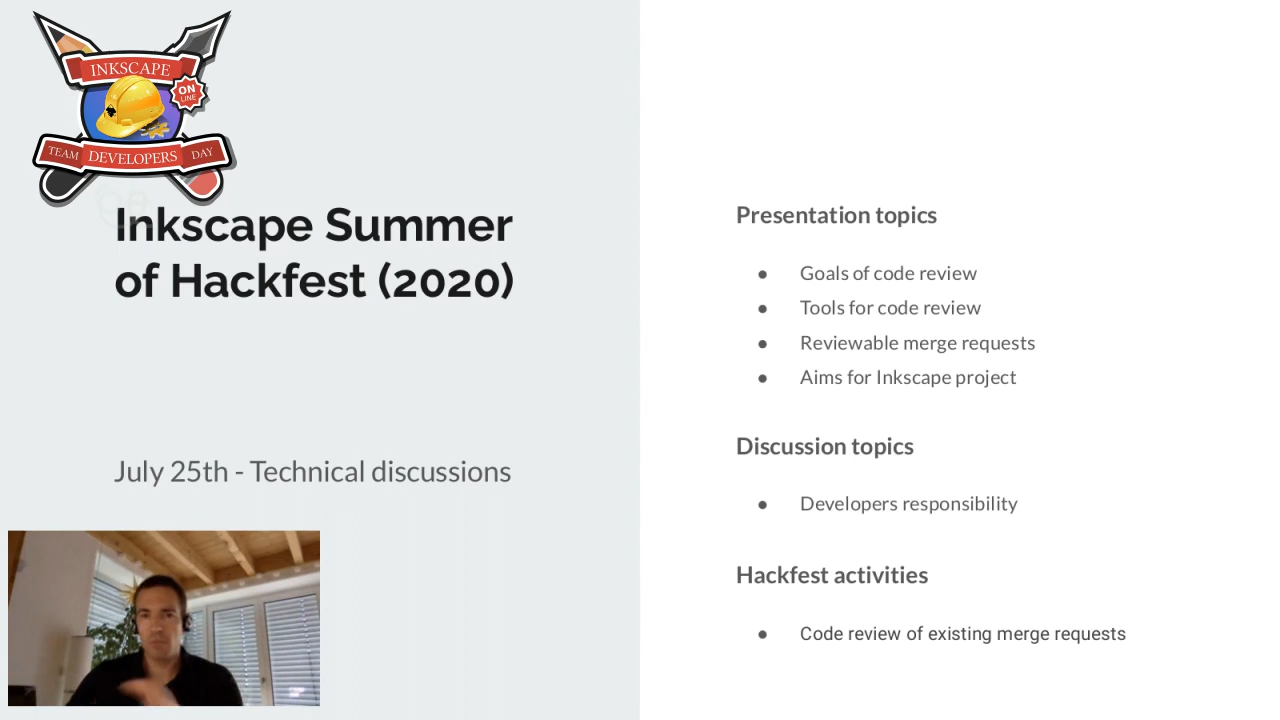 INKSCAPE
ON
LINE
TEAM DEVELOPERS DAY
Inkscape Summer
of Hackfest (2020)
July 25th - Technical discussions
Presentation topics
● Goals of code review
● Tools for code review
● Reviewable merge requests
● Aims for Inkscape project
Discussion topics
● Developers responsibility
Hackfest activities
● Code review of existing merge requests